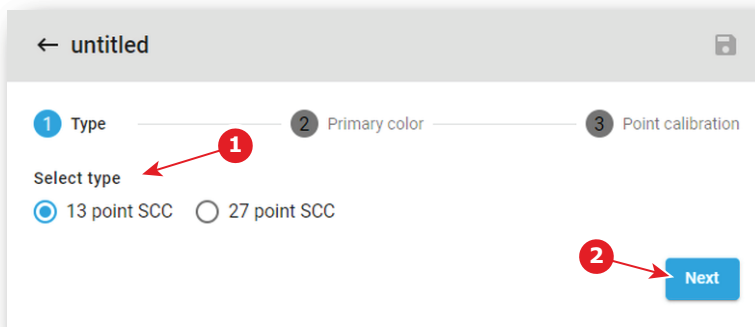 ← untitled
1 Type 2 Primary color 3 Point calibration
1
Select type
13 point SCC 27 point SCC
2
Next